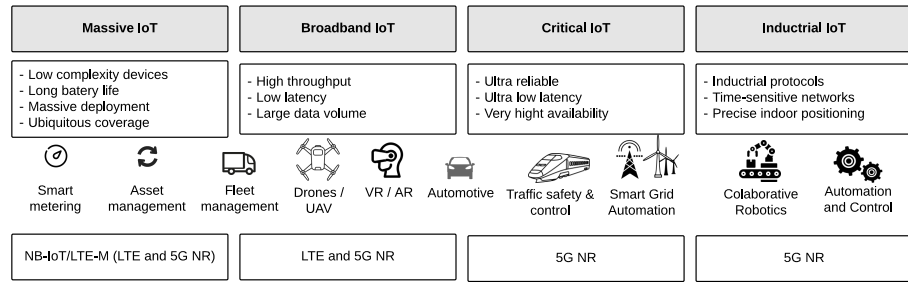 Massive IoT
Broadband IoT
Critical IoT
Inductrial IoT
- Low complexity devices
- Long batery life
- Massive deployment
- Ubiquitous coverage
- High throughput
- Low latency
- Large data volume
- Ultra reliable
- Ultra low latency
- Very hight availability
- Inductrial protocols
- Time-sensitive networks
- Precise indoor positioning
Smart
metering
Asset
management
Fleet
management
Drones /
UAV
VR / AR
Automotive
Traffic safety &
control
Smart Grid
Automation
Colaborative
Robotics
Automation
and Control
NB-IoT/LTE-M (LTE and 5G NR)
LTE and 5G NR
5G NR
5G NR